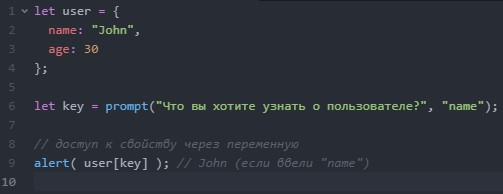 1 let user = {
2 name: "John",
3 age: 30
4 };
5
6 let key = prompt("Что вы хотите узнать о пользователе?", "name");
7
8 // доступ к свойству через переменную
9 alert( user[key] ); // John (если ввели "name")
10